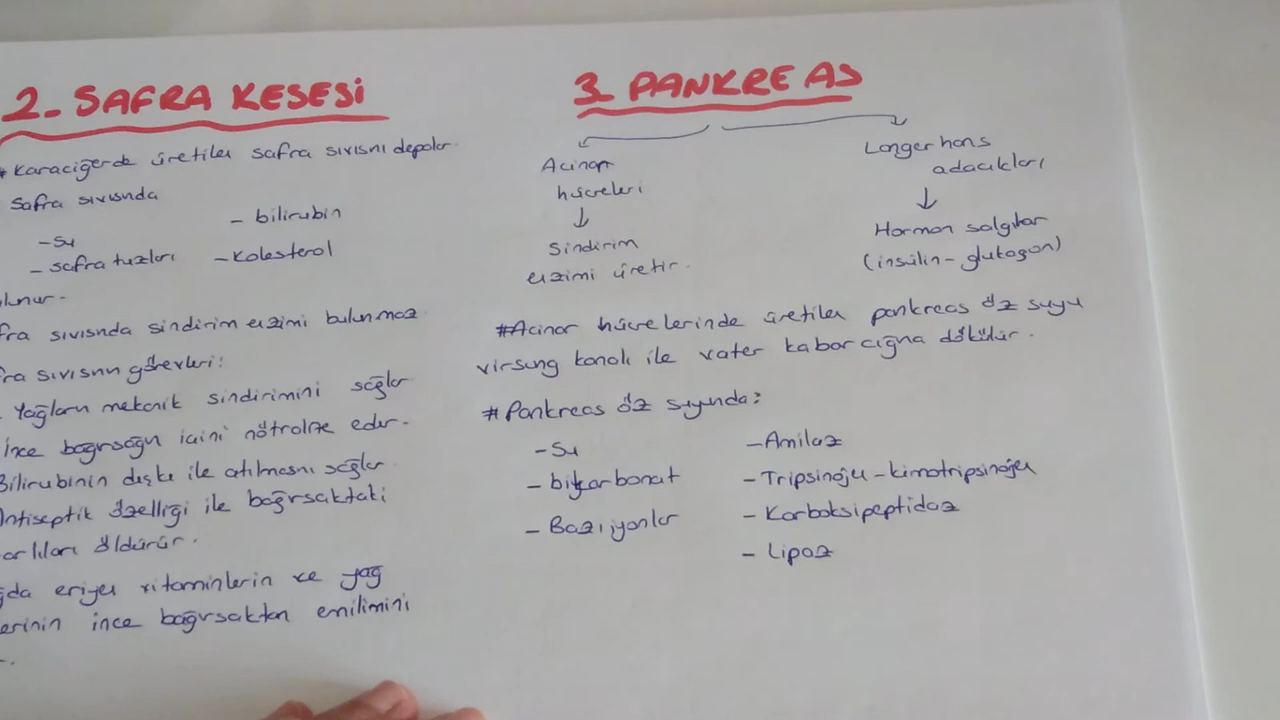 2- SAFRA KESESİ
* Karaciğerde üretilen safra sıvısnı depolar.
Safra sıvısında
- Su
- bilirubin
- safra tuzları
- Kolesterol
lunur.
fra sıvısında sindirim enzimi bulunmaz
ra sıvısının görevleri:
Yağların mekanik sindirimini sağlar
İnce bağırsağın içini nötrolize eder.
Bilirubinin dışkı ile atılmasını sağlar
Antiseptik özelliği ile bağırsaktaki
arlıları öldürür.
ğda eriyen vitaminlerin ve yağ
erinin ince bağırsaktan emilimini
3. PANKREAS
Acinar
hücreleri
↓
Sindirim
enzimi üretir.
Langerhans
adacıkları
↓
Hormon salgılar
(insülin - glukagon)
#Acinar hücrelerinde üretilen pankreas öz suyu
virsung kanalı ile vater kabarcığına dökülür.
# Pankreas öz suyunda:
- Su
- bikarbonat
- Bazı iyonlar
- Amilaz
- Tripsinojen - kimotripsinojen
- Karboksipeptidaz
- Lipaz